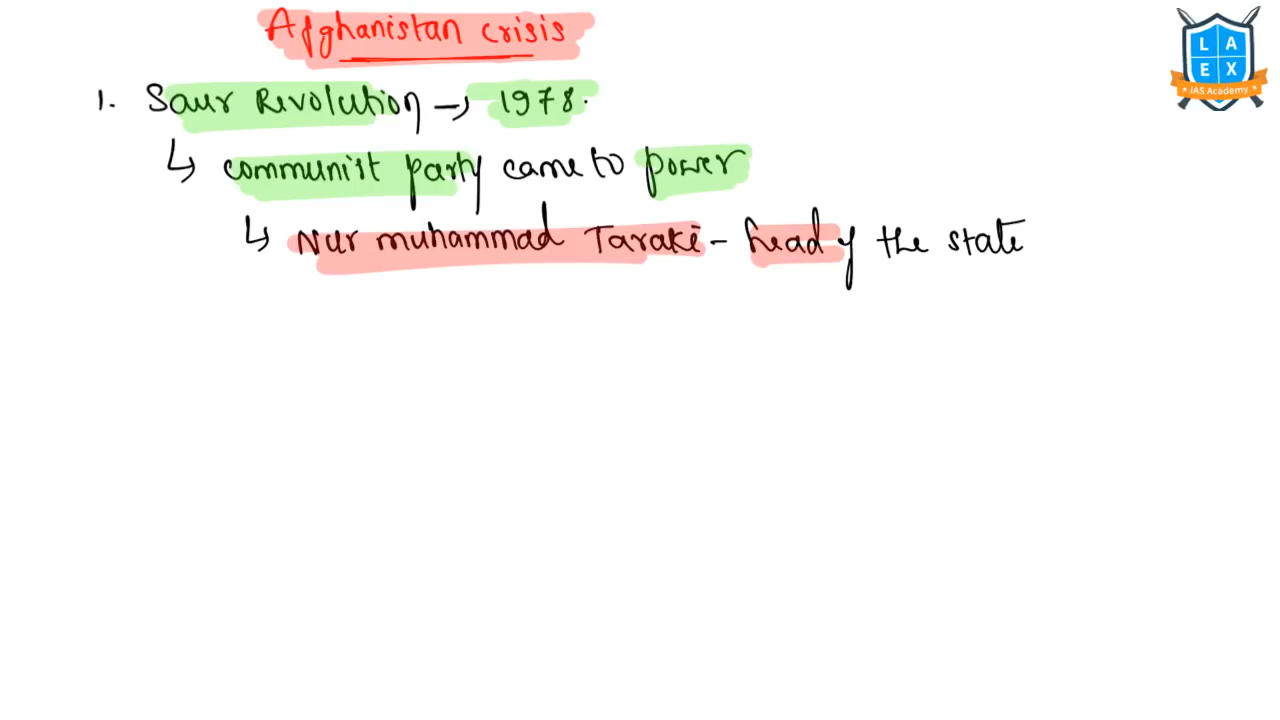 Afghanistan crisis
1. Saur Revolution → 1978.
↳ communist party came to power
↳ Nur muhammad Taraki - head of the state
L A
E X
IAS Academy